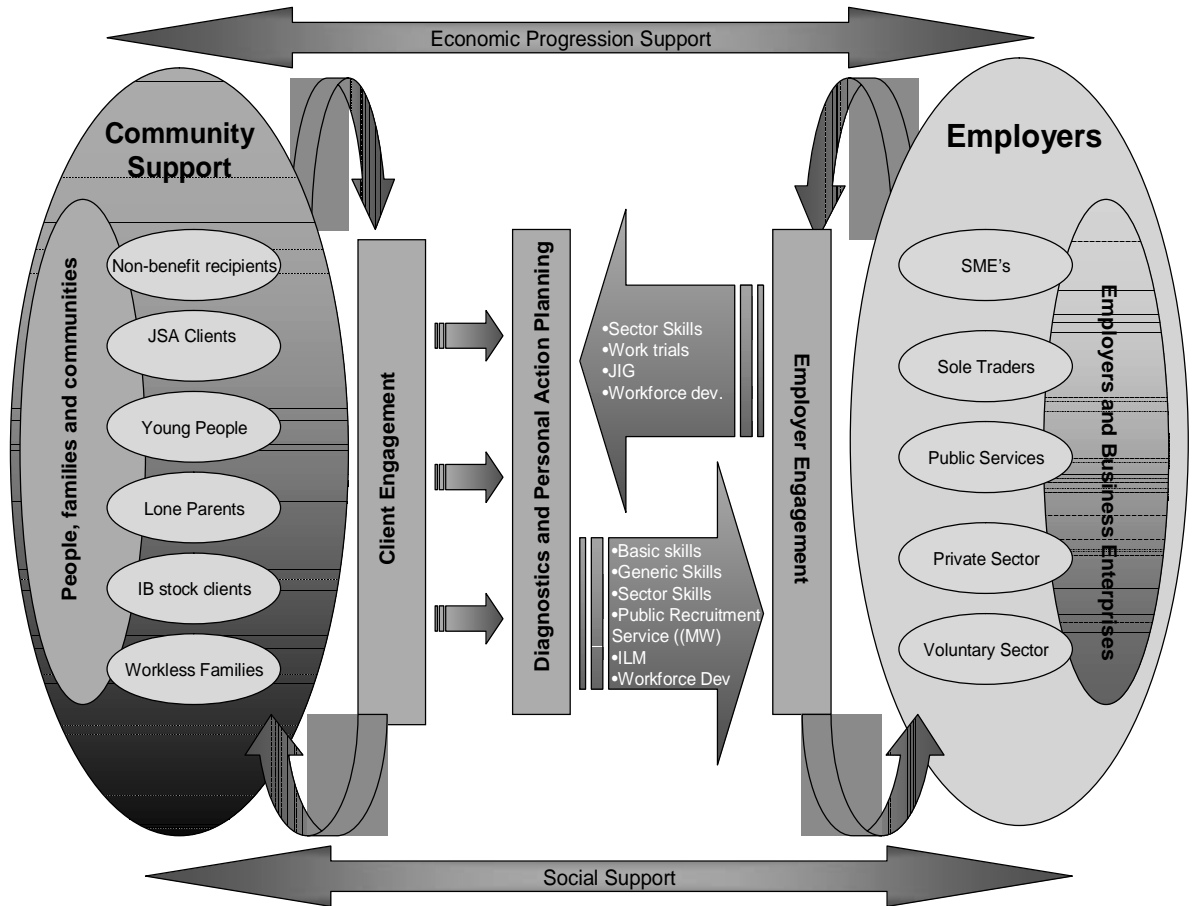 Economic Progression Support
Community
Support
People, families and communities
Non-benefit recipients
JSA Clients
Young People
Lone Parents
IB stock clients
Workless Families
Client Engagement
Diagnostics and Personal Action Planning
•Sector Skills
•Work trials
•JIG
•Workforce dev.
•Basic skills
•Generic Skills
•Sector Skills
•Public Recruitment
Service ((MW)
•ILM
•Workforce Dev
Employer Engagement
Employers
SME's
Sole Traders
Public Services
Private Sector
Voluntary Sector
Employers and Business Enterprises
Social Support